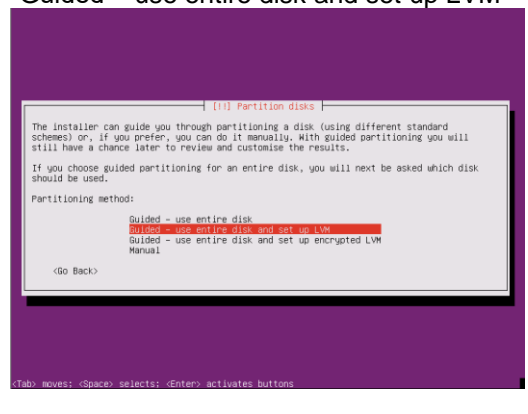 Guided – use entire disk and set up LVM
[!!] Partition disks
The installer can guide you through partitioning a disk (using different standard
schemes) or, if you prefer, you can do it manually. With guided partitioning you will
still have a chance later to review and customise the results.
If you choose guided partitioning for an entire disk, you will next be asked which disk
should be used.
Partitioning method:
Guided – use entire disk
Guided – use entire disk and set up LVM
Guided – use entire disk and set up encrypted LVM
Manual
<Go Back>
<Tab> moves; <Space> selects; <Enter> activates buttons